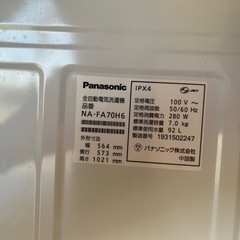 Panasonic
IPX4
JET
全自動電気洗濯機
品番
NA-FA70H6
外形寸法
幅 564 mm
奥行 573 mm
高さ 1021 mm
定格電圧 100 V ~
定格周波数 50/60 Hz
定格消費電力 280 W
標準洗濯容量 7.0 kg
標準使用水量 92 L
製造番号 1931502247
パナソニック株式会社
中国製